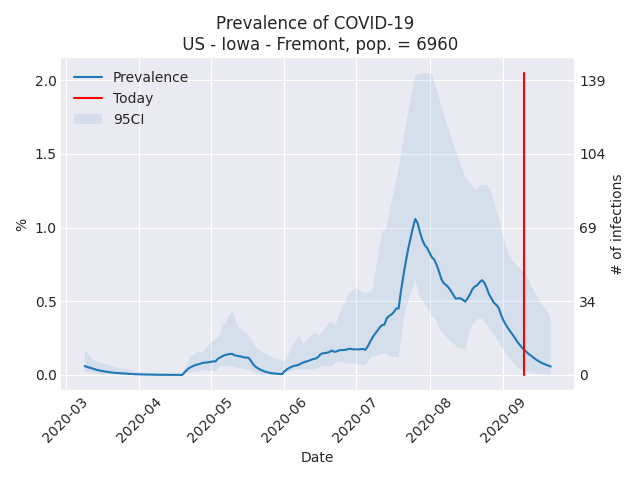 Prevalence of COVID-19
US - Iowa - Fremont, pop. = 6960
Prevalence
Today
95CI
2.0
1.5
1.0
0.5
0.0
%
139
104
69
34
0
# of infections
2020-03
2020-04
2020-05
2020-06
2020-07
2020-08
2020-09
Date